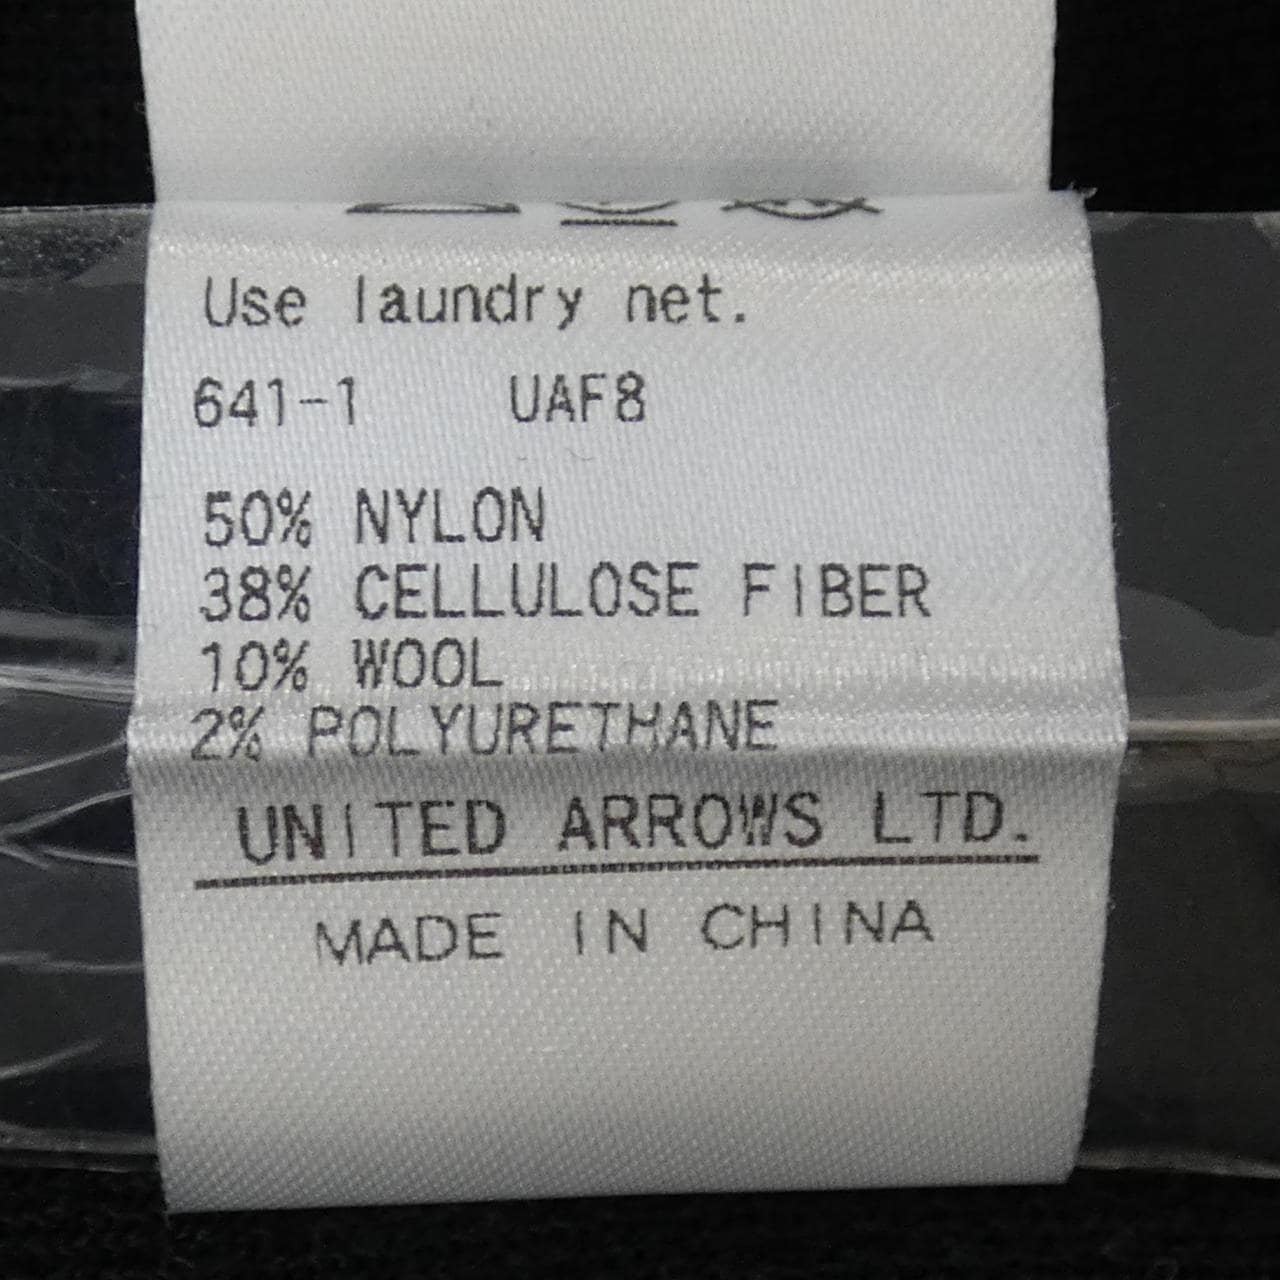 Use laundry net.
641-1 UAF8
50% NYLON
38% CELLULOSE FIBER
10% WOOL
2% POLYURETHANE
UNITED ARROWS LTD.
MADE IN CHINA